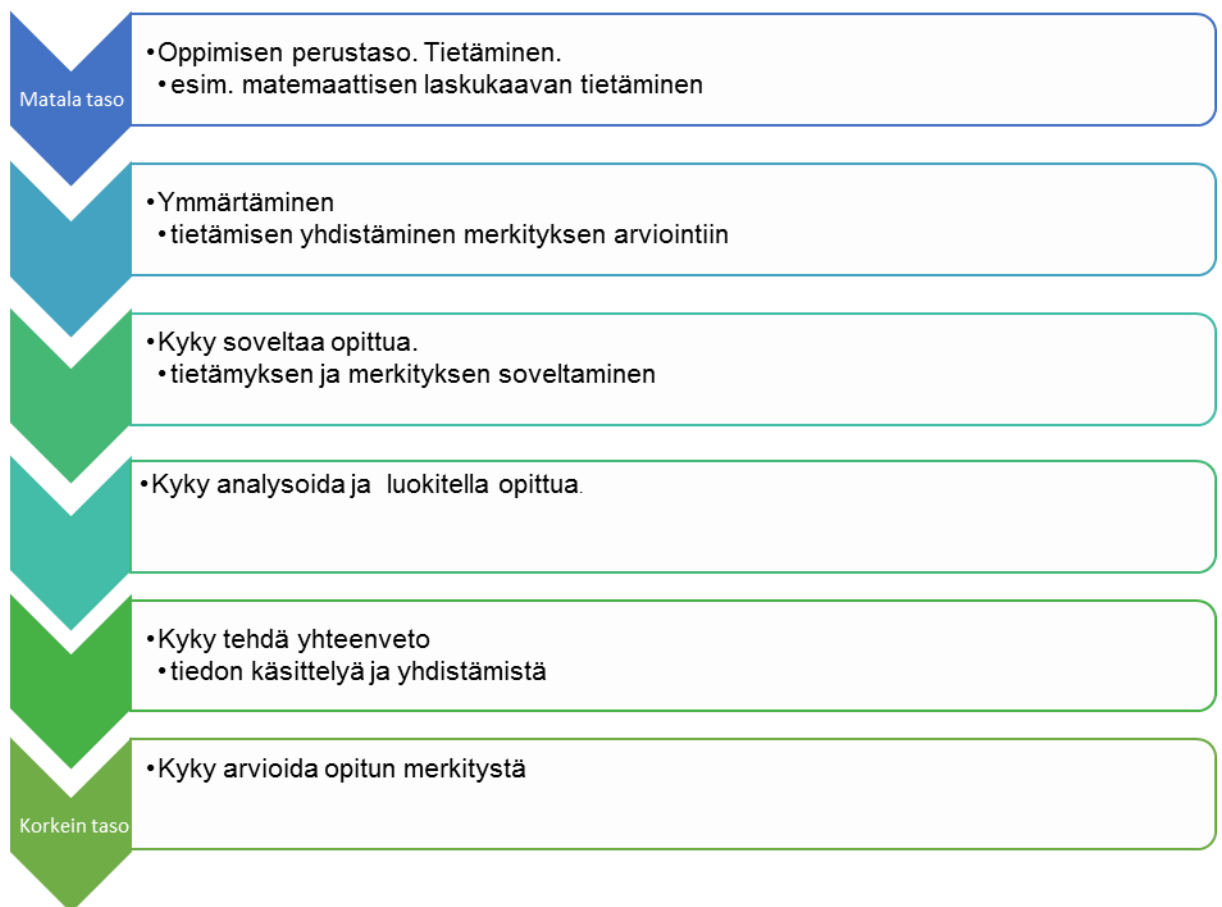 Matala taso
•Oppimisen perustaso. Tietäminen.
•esim. matemaattisen laskukaavan tietäminen
•Ymmärtäminen
•tietämisen yhdistäminen merkityksen arviointiin
•Kyky soveltaa opittua.
•tietämyksen ja merkityksen soveltaminen
•Kyky analysoida ja luokitella opittua.
•Kyky tehdä yhteenveto
•tiedon käsittelyä ja yhdistämistä
Korkein taso
•Kyky arvioida opitun merkitystä